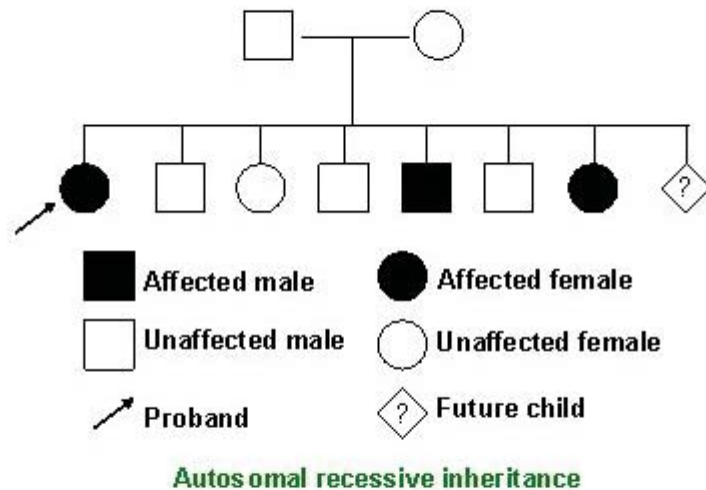 ?
Affected male
Affected female
Unaffected male
Unaffected female
Proband
? Future child
Autosomal recessive inheritance